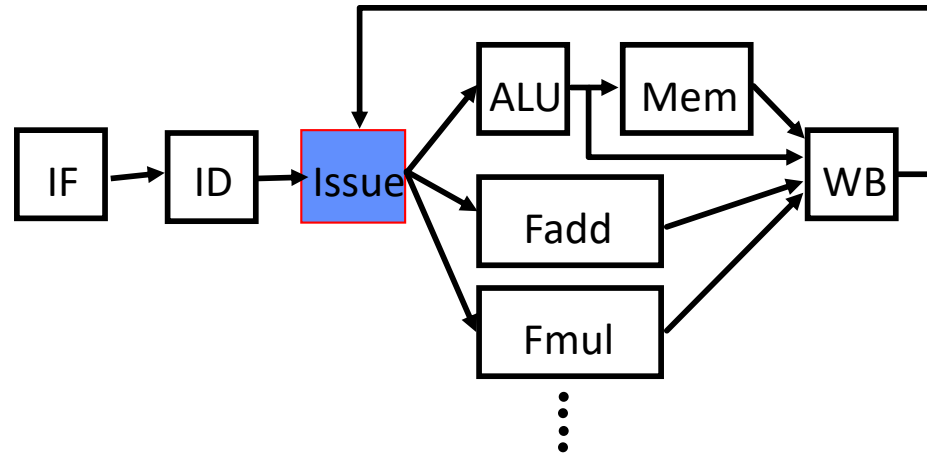 IF
ID
Issue
ALU
Mem
WB
Fadd
Fmul